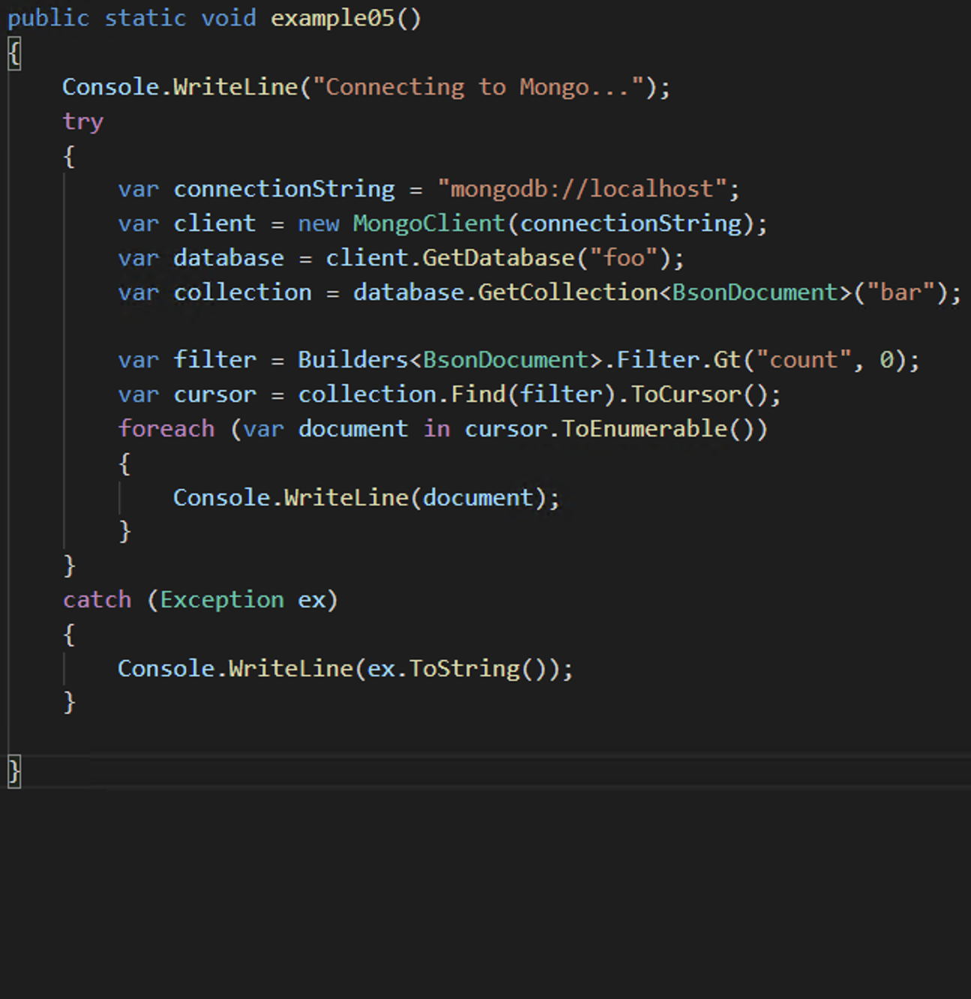 public static void example05()
{
    Console.WriteLine("Connecting to Mongo...");
    try
    {
        var connectionString = "mongodb://localhost";
        var client = new MongoClient(connectionString);
        var database = client.GetDatabase("foo");
        var collection = database.GetCollection<BsonDocument>("bar");

        var filter = Builders<BsonDocument>.Filter.Gt("count", 0);
        var cursor = collection.Find(filter).ToCursor();
        foreach (var document in cursor.ToEnumerable())
        {
            Console.WriteLine(document);
        }
    }
    catch (Exception ex)
    {
        Console.WriteLine(ex.ToString());
    }

}